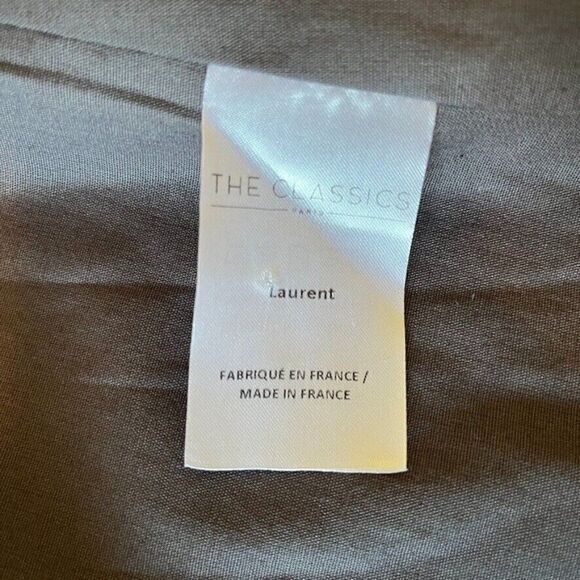 THE CLASSICS
PARIS
Laurent
FABRIQUÉ EN FRANCE /
MADE IN FRANCE